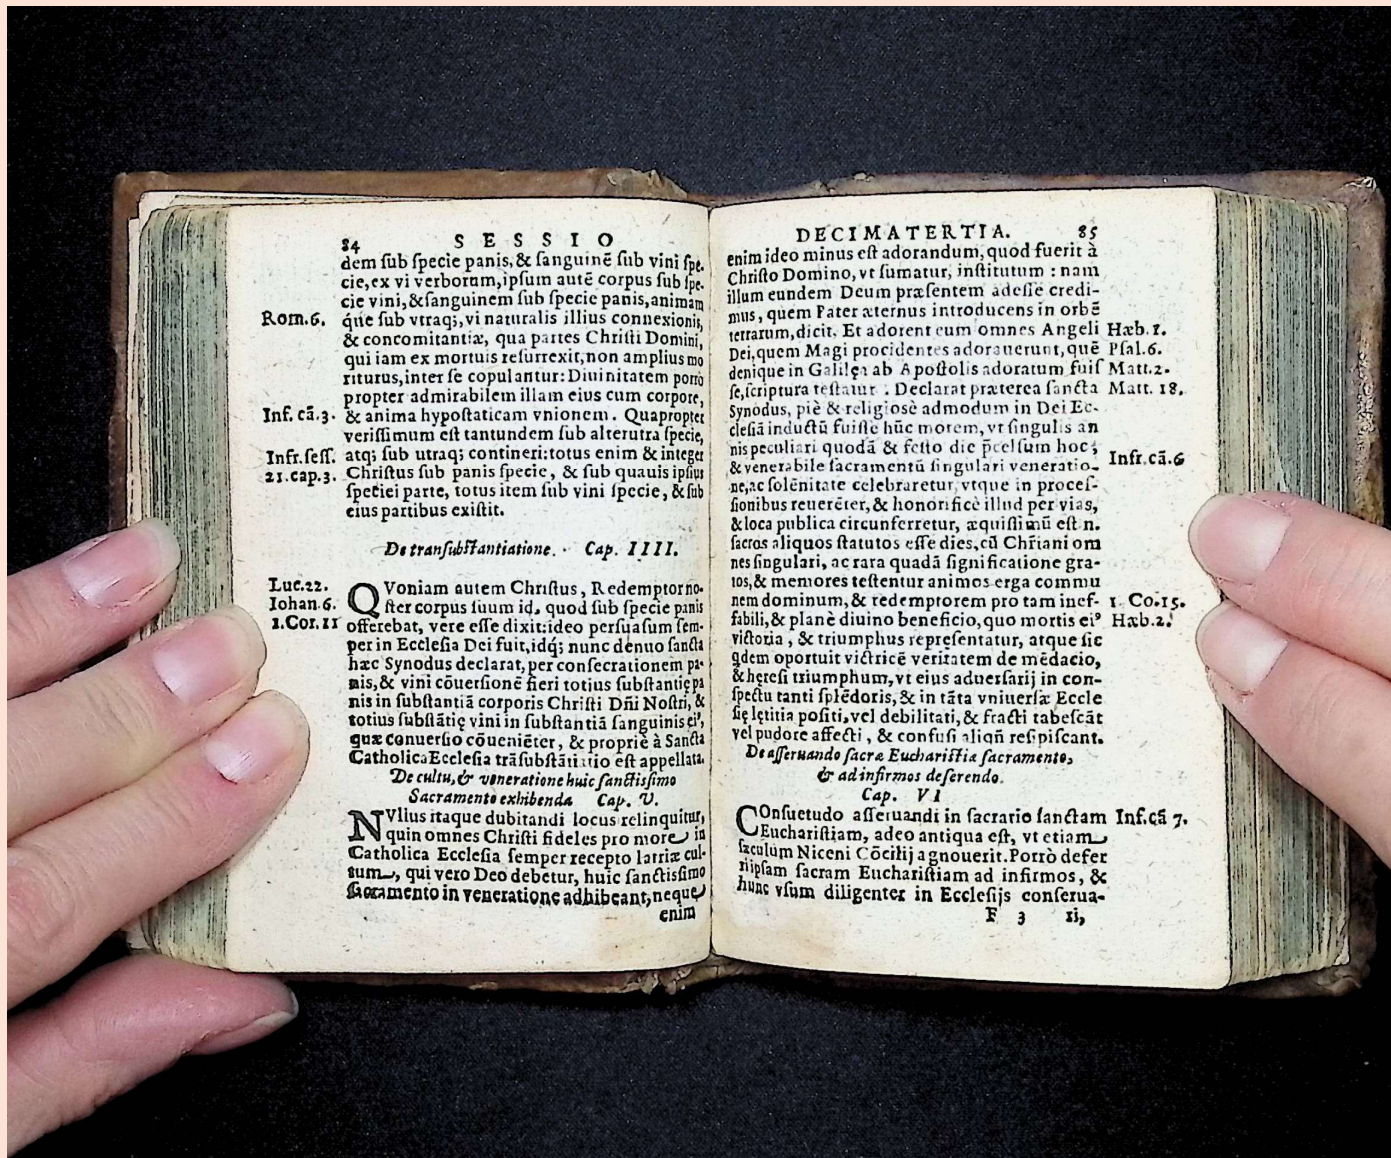 84 SESSIO
dem ſub ſpecie panis, & ſanguinē ſub vini ſpe-
cie, ex vi verborum, ipſum autē corpus ſub ſpe-
cie vini, & ſanguinem ſub ſpecie panis, animam
Rom. 6. q́ue ſub vtraq;, vi naturalis illius connexionis,
& concomitantiæ, qua partes Chriſti Domini,
qui iam ex mortuis reſurrexit, non amplius mo
riturus, inter ſe copulantur: Diuinitatem porrò
propter admirabilem illam eius cum corpore,
Inf. cā. 3. & anima hypoſtaticam vnionem. Quapropter
veriſſimum eſt tantundem ſub alterutra ſpecie,
Infr. ſeſſ. atq; ſub utraq; contineri: totus enim & integer
21. cap. 3. Chriſtus ſub panis ſpecie, & ſub quauis ipſius
ſpeciei parte, totus item ſub vini ſpecie, & ſub
eius partibus exiſtit.
De transubſtantiatione. Cap. IIII.
Luc. 22. QVoniam autem Chriſtus, Redemptor no-
Iohan. 6. ſter corpus ſuum id, quod ſub ſpecie panis
1. Cor. 11 offerebat, vere eſſe dixit: ideo perſuaſum ſem-
per in Eccleſia Dei fuit, idq́; nunc denuo ſancta
hæc Synodus declarat, per conſecrationem pa-
nis, & vini cōuerſionē fieri totius ſubſtantię pa
nis in ſubſtantiā corporis Chriſti Dn̄i Noſtri, &
totius ſubſtātię vini in ſubſtantiā ſanguinis ei',
quæ conuerſio cōueniēter, & propriè à Sancta
Catholica Eccleſia trāſubſtātiatio eſt appellata.
De cultu, & veneratione huic ſanctiſſimo
Sacramento exhibenda Cap. V.
NVllus itaque dubitandi locus relinquitur,
quin omnes Chriſti fideles pro more in
Catholica Eccleſia ſemper recepto latriæ cul-
tum, qui vero Deo debetur, huic ſanctiſſimo
ſacramento in veneratione adhibeant, neque
enim
DECIMATERTIA. 85
enim ideo minus eſt adorandum, quod fuerit à
Chriſto Domino, vt ſumatur, inſtitutum: nam
illum eundem Deum præſentem adeſſe credi-
mus, quem Pater æternus introducens in orbē
terrarum, dicit. Et adorent eum omnes Angeli Hæb. 1.
Dei, quem Magi procidentes adorauerunt, quē Pſal. 6.
denique in Galilęa ab Apoſtolis adoratum fuiſ Matt. 2.
ſe, ſcriptura teſtatur. Declarat præterea ſancta Matt. 18.
Synodus, piè & religiosè admodum in Dei Ec-
cleſiā inductū fuiſſe hūc morem, vt ſingulis an
nis peculiari quodā & feſto die p̄celſum hoc,
& venerabile ſacramentū ſingulari veneratio- Infr. cā. 6
ne, ac ſolēnitate celebraretur, vtque in proceſ-
ſionibus reuerēter, & honorificè illud per vias,
& loca publica circunferretur, æquiſſimū eſt n.
ſacros aliquos ſtatutos eſſe dies, cū Chr̄iani om
nes ſingulari, ac rara quadā ſignificatione gra-
tos, & memores teſtentur animos erga commu
nem dominum, & redemptorem pro tam inef- 1. Co. 15.
fabili, & planè diuino beneficio, quo mortis ei⁹ Hæb. 2.
victoria, & triumphus repreſentatur, atque ſic
q̄dem oportuit victricē veritatem de mēdacio,
& hęreſi triumphum, vt eius aduerſarij in con-
ſpectu tanti ſplēdoris, & in tāta vniuerſæ Eccle
ſię lętitia poſiti, vel debilitati, & fracti tabeſcāt
vel pudore affecti, & confuſi aliqn̄ reſipiſcant.
De aſſeruando ſacræ Euchariſtiæ ſacramento,
& ad infirmos deferendo.
Cap. VI
COnſuetudo aſſeruandi in ſacrario ſanctam Inf. cā 7.
Euchariſtiam, adeo antiqua eſt, vt etiam
ſæculum Niceni Cōcilij agnouerit. Porrò defer
ri ipſam ſacram Euchariſtiam ad infirmos, &
hunc vſum diligenter in Eccleſijs conſerua-
F 3 ri,